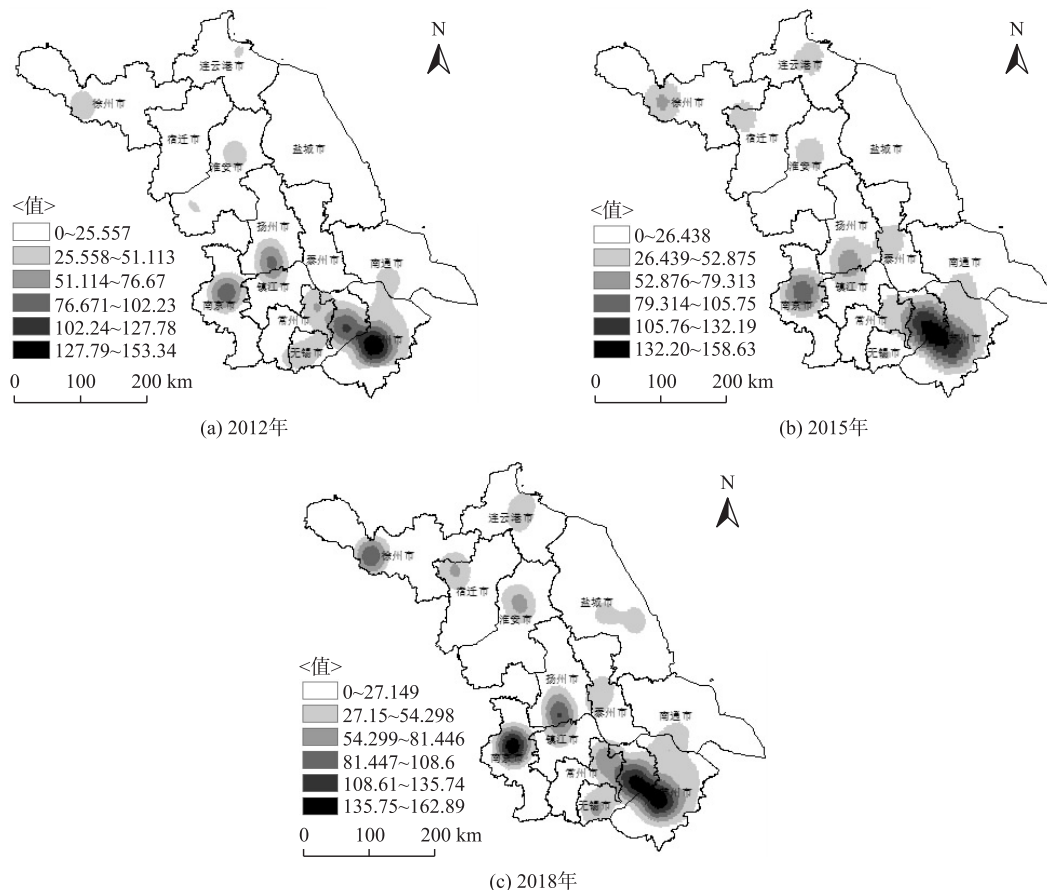 N
连云港市
徐州市
宿迁市
淮安市
盐城市
<值>
0~25.557
25.558~51.113
51.114~76.67
76.671~102.23
102.24~127.78
127.79~153.34
扬州市
泰州市
南通市
南京市
镇江市
常州市
无锡市
市
0 100 200 km
(a) 2012年
N
连云港市
徐州市
宿迁市
淮安市
盐城市
<值>
0~26.438
26.439~52.875
52.876~79.313
79.314~105.75
105.76~132.19
132.20~158.63
扬州市
泰州市
南通市
南京市
镇江市
常州市
无锡市
市
0 100 200 km
(b) 2015年
N
连云港市
徐州市
宿迁市
淮安市
盐城市
<值>
0~27.149
27.15~54.298
54.299~81.446
81.447~108.6
108.61~135.74
135.75~162.89
扬州市
泰州市
南通市
南京市
镇江市
常州市
无锡市
州市
0 100 200 km
(c) 2018年